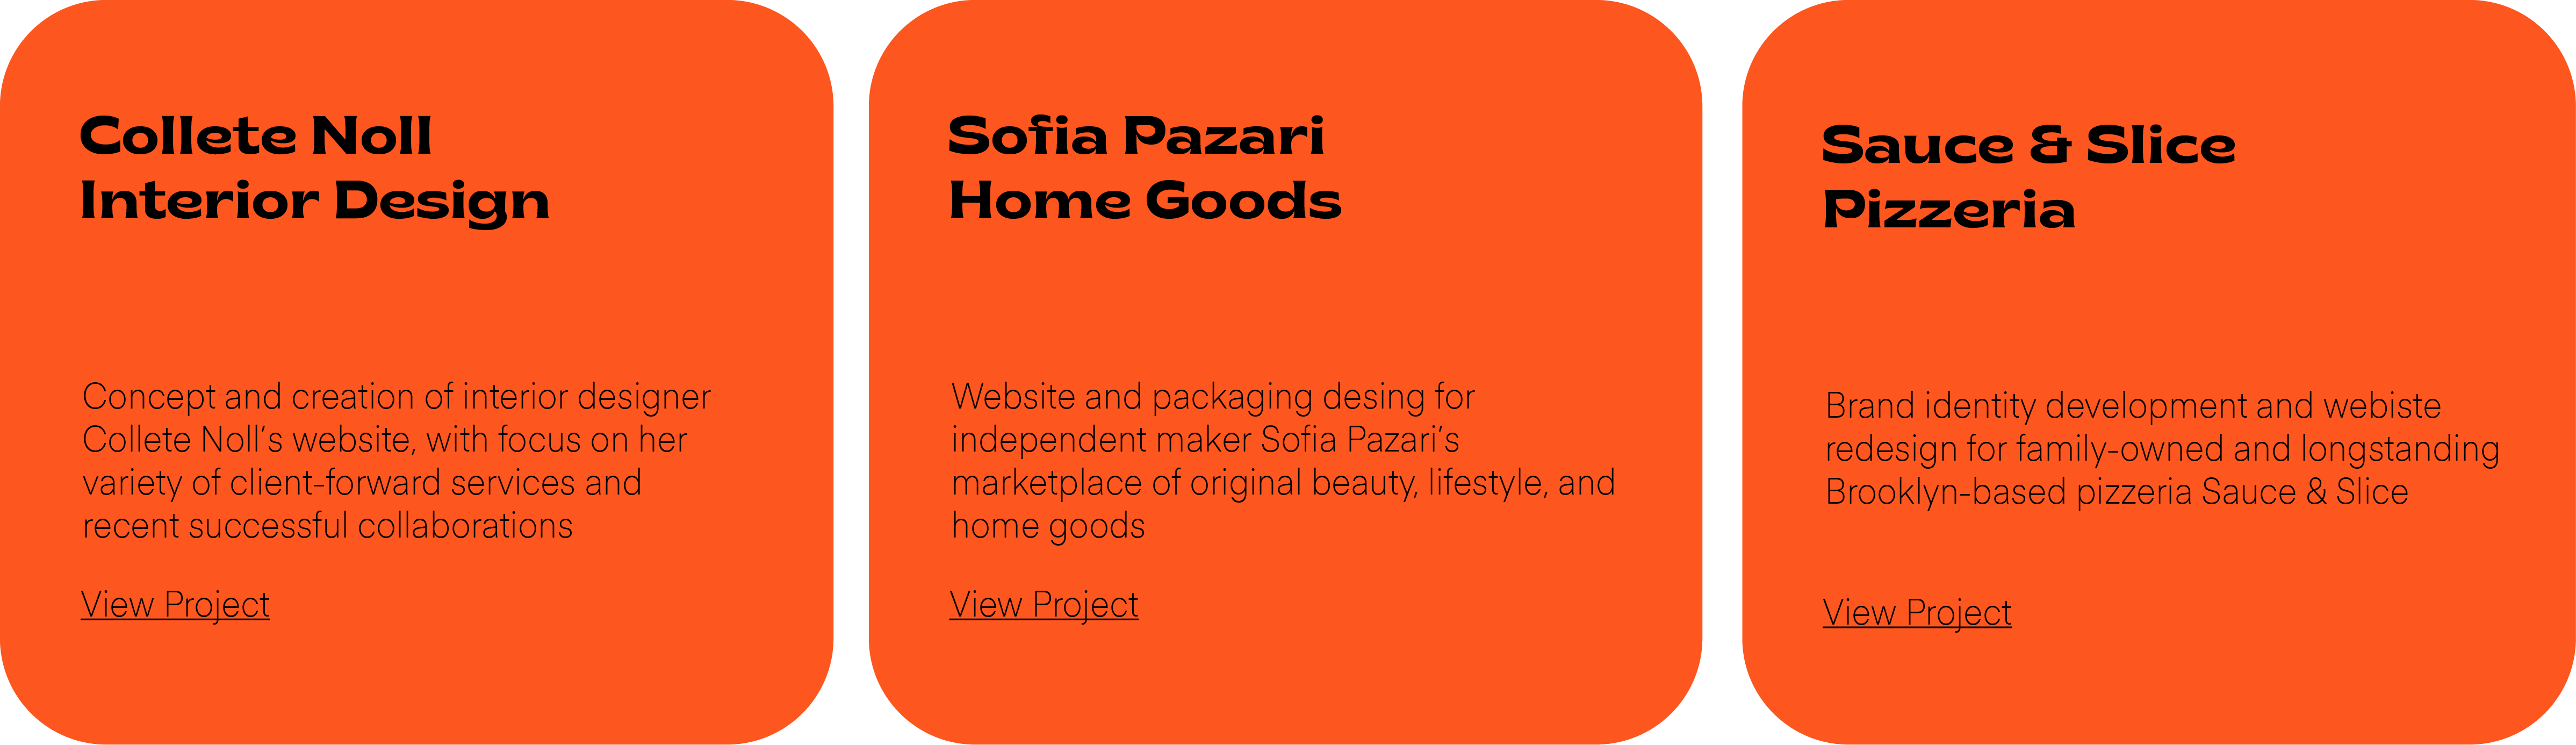 Collete Noll
Interior Design
Concept and creation of interior designer
Collete Noll’s website, with focus on her
variety of client-forward services and
recent successful collaborations
View Project
Sofia Pazari
Home Goods
Website and packaging desing for
independent maker Sofia Pazari’s
marketplace of original beauty, lifestyle, and
home goods
View Project
Sauce & Slice
Pizzeria
Brand identity development and webiste
redesign for family-owned and longstanding
Brooklyn-based pizzeria Sauce & Slice
View Project